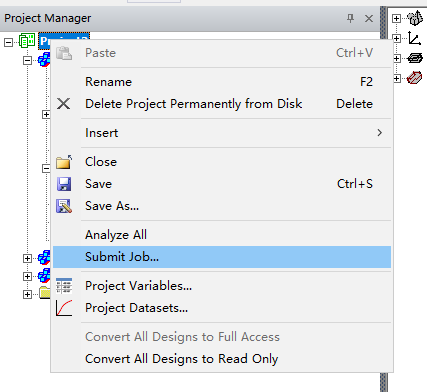 Project Manager
Paste Ctrl+V
Rename F2
Delete Project Permanently from Disk Delete
Insert
Close
Save Ctrl+S
Save As...
Analyze All
Submit Job...
Project Variables...
Project Datasets...
Convert All Designs to Full Access
Convert All Designs to Read Only